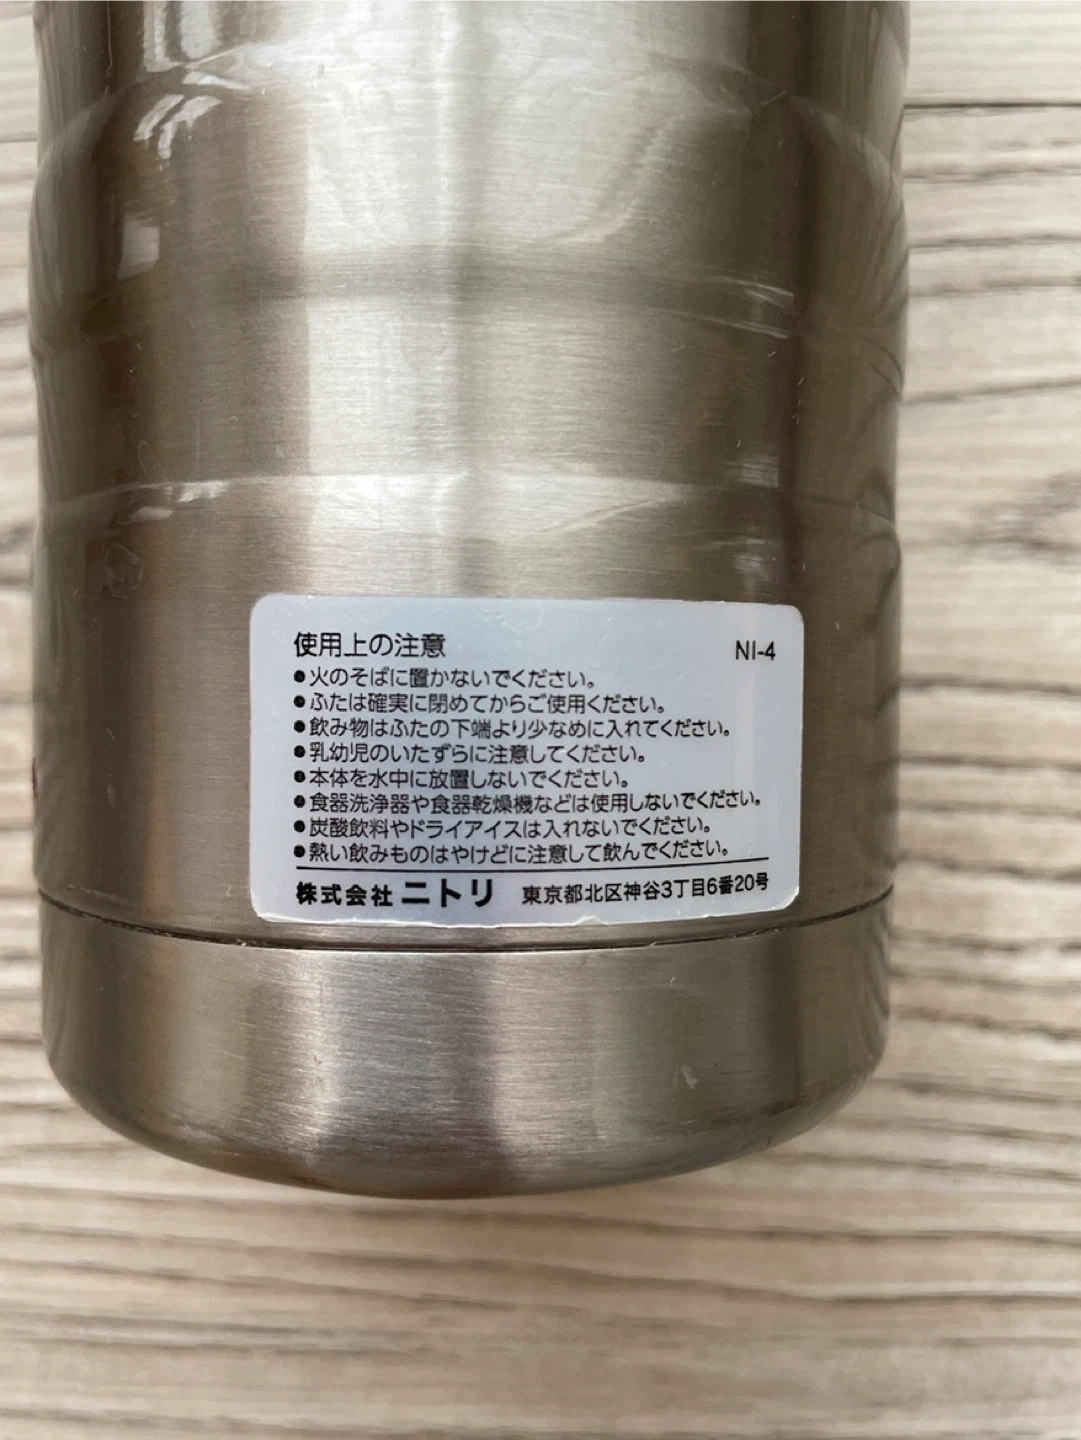 使用上の注意 NI-4
●火のそばに置かないでください。
●ふたは確実に閉めてからご使用ください。
●飲み物はふたの下端より少なめに入れてください。
●乳幼児のいたずらに注意してください。
●本体を水中に放置しないでください。
●食器洗浄器や食器乾燥機などは使用しないでください。
●炭酸飲料やドライアイスは入れないでください。
●熱い飲みものはやけどに注意して飲んでください。
株式会社 ニトリ 東京都北区神谷3丁目6番20号